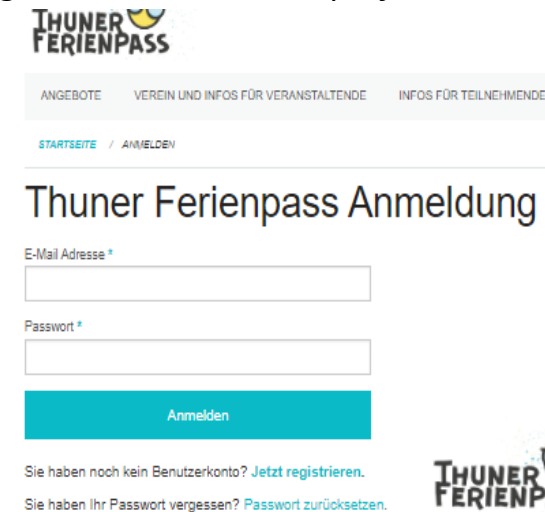 THUNER
FERIENPASS
ANGEBOTE VEREIN UND INFOS FÜR VERANSTALTENDE INFOS FÜR TEILNEHMENDE
STARTSEITE / ANMELDEN
Thuner Ferienpass Anmeldung
E-Mail Adresse *
Passwort *
Anmelden
Sie haben noch kein Benutzerkonto? Jetzt registrieren.
Sie haben Ihr Passwort vergessen? Passwort zurücksetzen.
THUNER
FERIENP